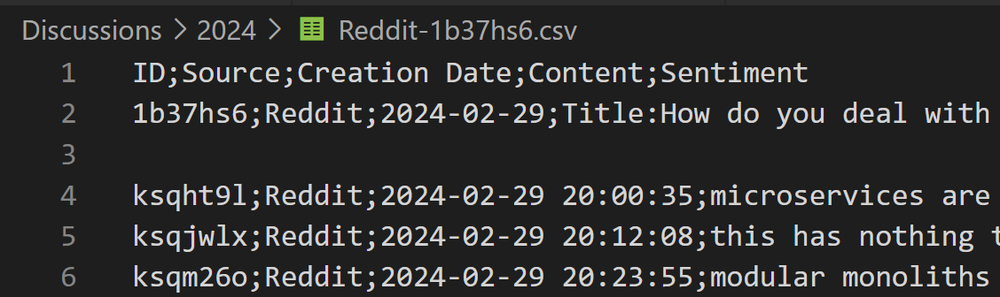 Discussions > 2024 > Reddit-1b37hs6.csv
1 ID;Source;Creation Date;Content;Sentiment
2 1b37hs6;Reddit;2024-02-29;Title:How do you deal with
3
4 ksqht9l;Reddit;2024-02-29 20:00:35;microservices are
5 ksqjwlx;Reddit;2024-02-29 20:12:08;this has nothing
6 ksqm26o;Reddit;2024-02-29 20:23:55;modular monoliths